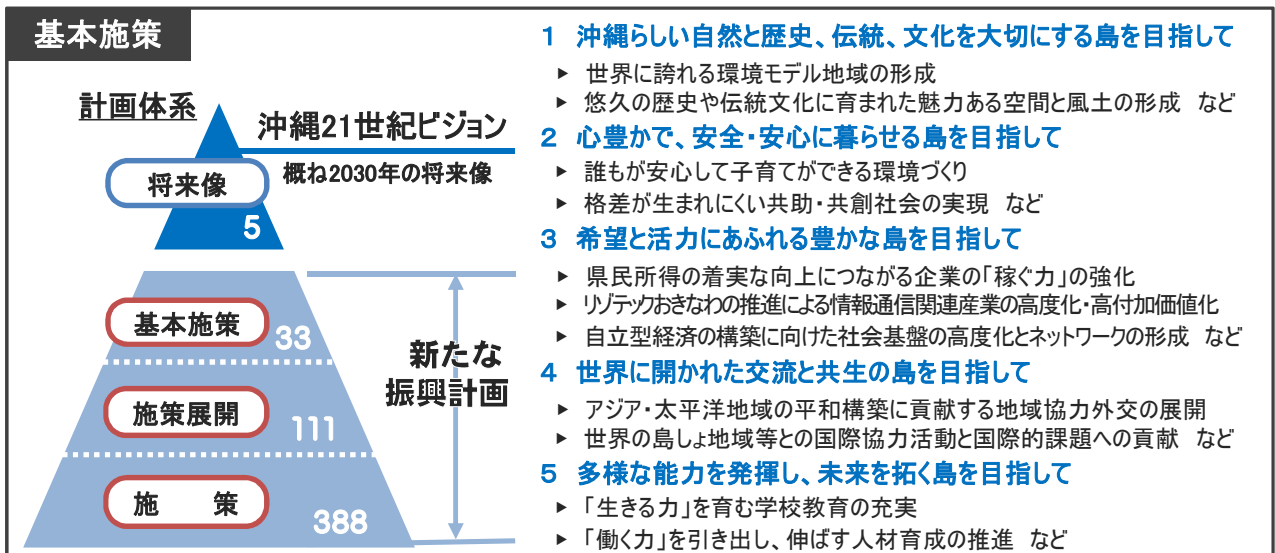 基本施策
計画体系
沖縄21世紀ビジョン
概ね2030年の将来像
将来像
5
基本施策
33
施策展開
111
施　策
388
新たな
振興計画
1 沖縄らしい自然と歴史、伝統、文化を大切にする島を目指して
▶ 世界に誇れる環境モデル地域の形成
▶ 悠久の歴史や伝統文化に育まれた魅力ある空間と風土の形成 など
2 心豊かで、安全・安心に暮らせる島を目指して
▶ 誰もが安心して子育てができる環境づくり
▶ 格差が生まれにくい共助・共創社会の実現 など
3 希望と活力にあふれる豊かな島を目指して
▶ 県民所得の着実な向上につながる企業の「稼ぐ力」の強化
▶ リゾテックおきなわの推進による情報通信関連産業の高度化・高付加価値化
▶ 自立型経済の構築に向けた社会基盤の高度化とネットワークの形成 など
4 世界に開かれた交流と共生の島を目指して
▶ アジア・太平洋地域の平和構築に貢献する地域協力外交の展開
▶ 世界の島しょ地域等との国際協力活動と国際的課題への貢献 など
5 多様な能力を発揮し、未来を拓く島を目指して
▶ 「生きる力」を育む学校教育の充実
▶ 「働く力」を引き出し、伸ばす人材育成の推進 など